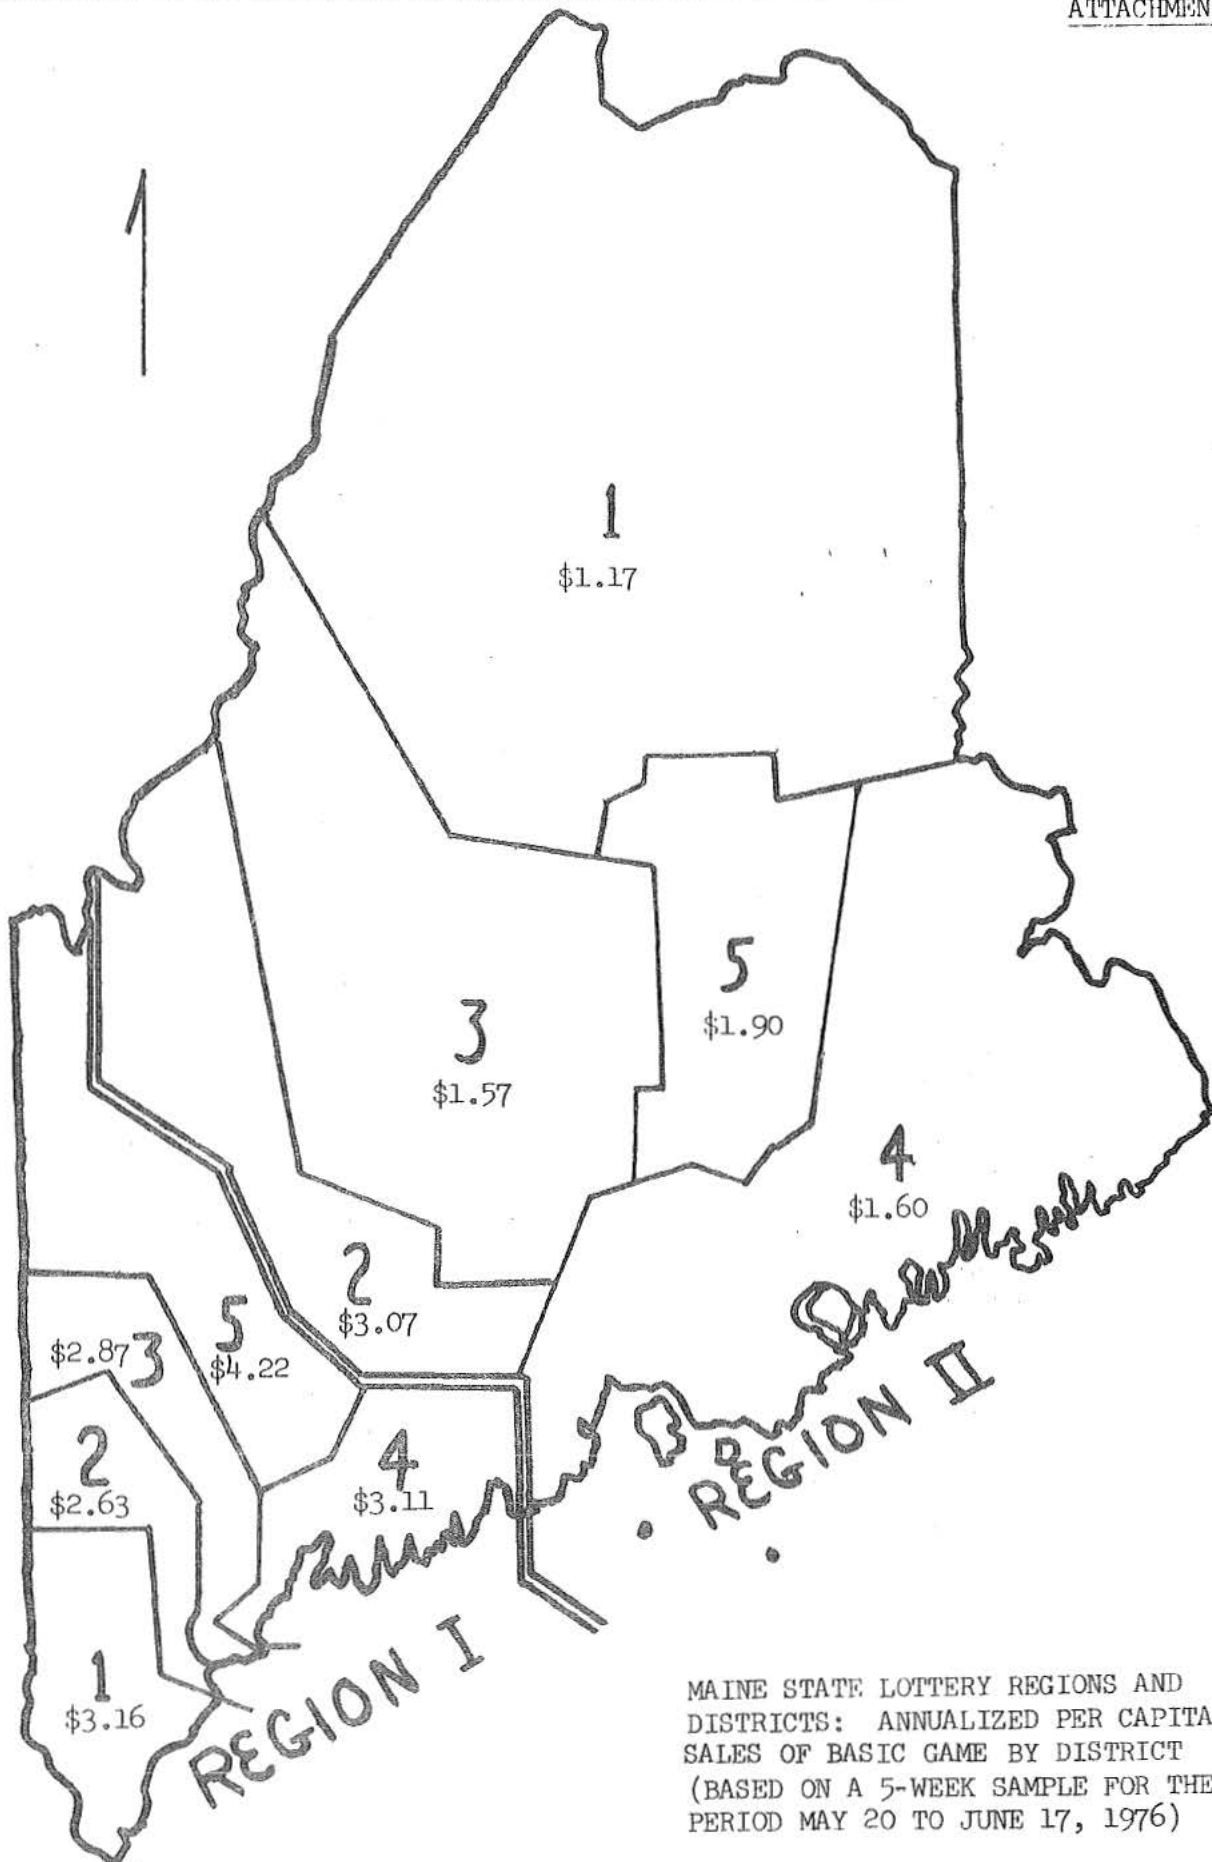 ATTACHMEN
1
$1.17
5
$1.90
3
$1.57
4
$1.60
2
$3.07
5
$4.22
$2.87 3
2
$2.63
4
$3.11
1
$3.16
REGION II
REGION I
MAINE STATE LOTTERY REGIONS AND
DISTRICTS: ANNUALIZED PER CAPITA
SALES OF BASIC GAME BY DISTRICT
(BASED ON A 5-WEEK SAMPLE FOR THE
PERIOD MAY 20 TO JUNE 17, 1976)